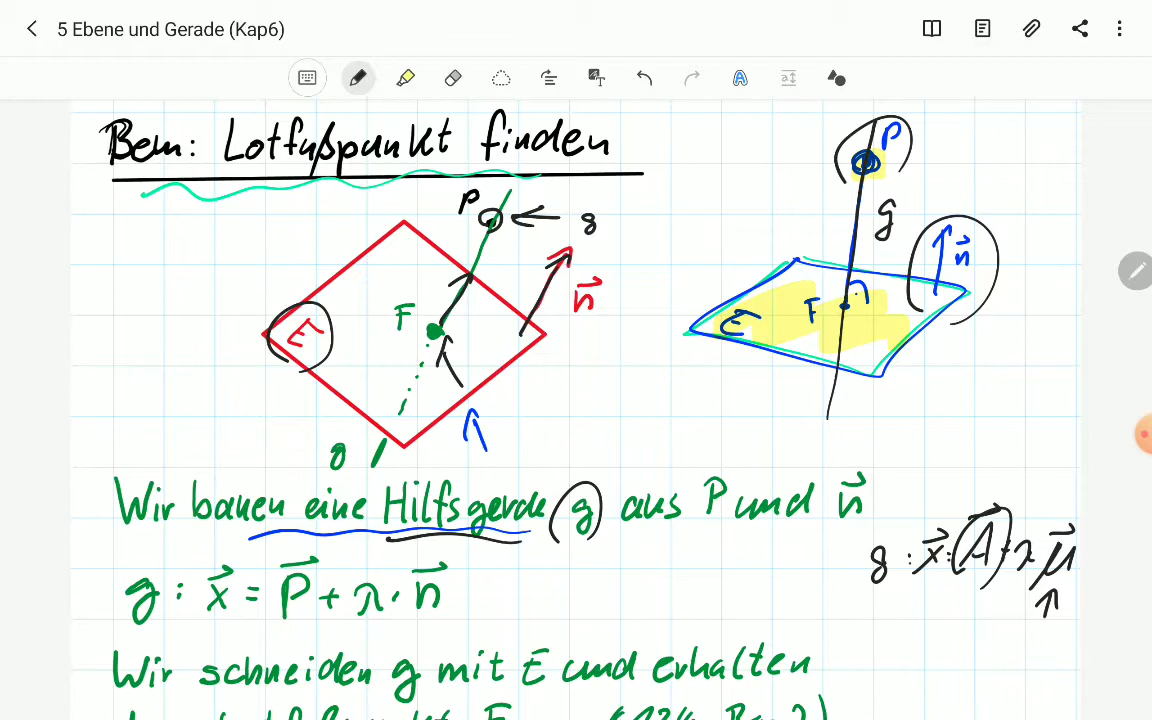 5 Ebene und Gerade (Kap6)
Bem: Lotfußpunkt finden
P
g
n
F
E
g
P
g
n
F
E
Wir bauen eine Hilfsgerade g aus P und n
g : x = P + λ · n
g : x : A + λ μ
Wir schneiden g mit E und erhalten